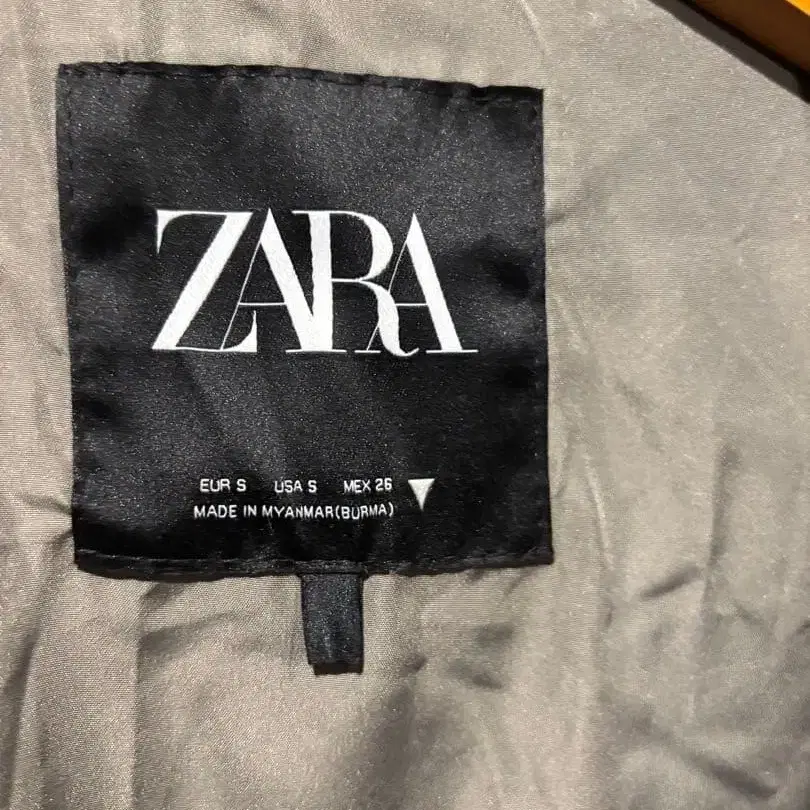 ZARA
EUR S USA S MEX 26
MADE IN MYANMAR(BURMA)